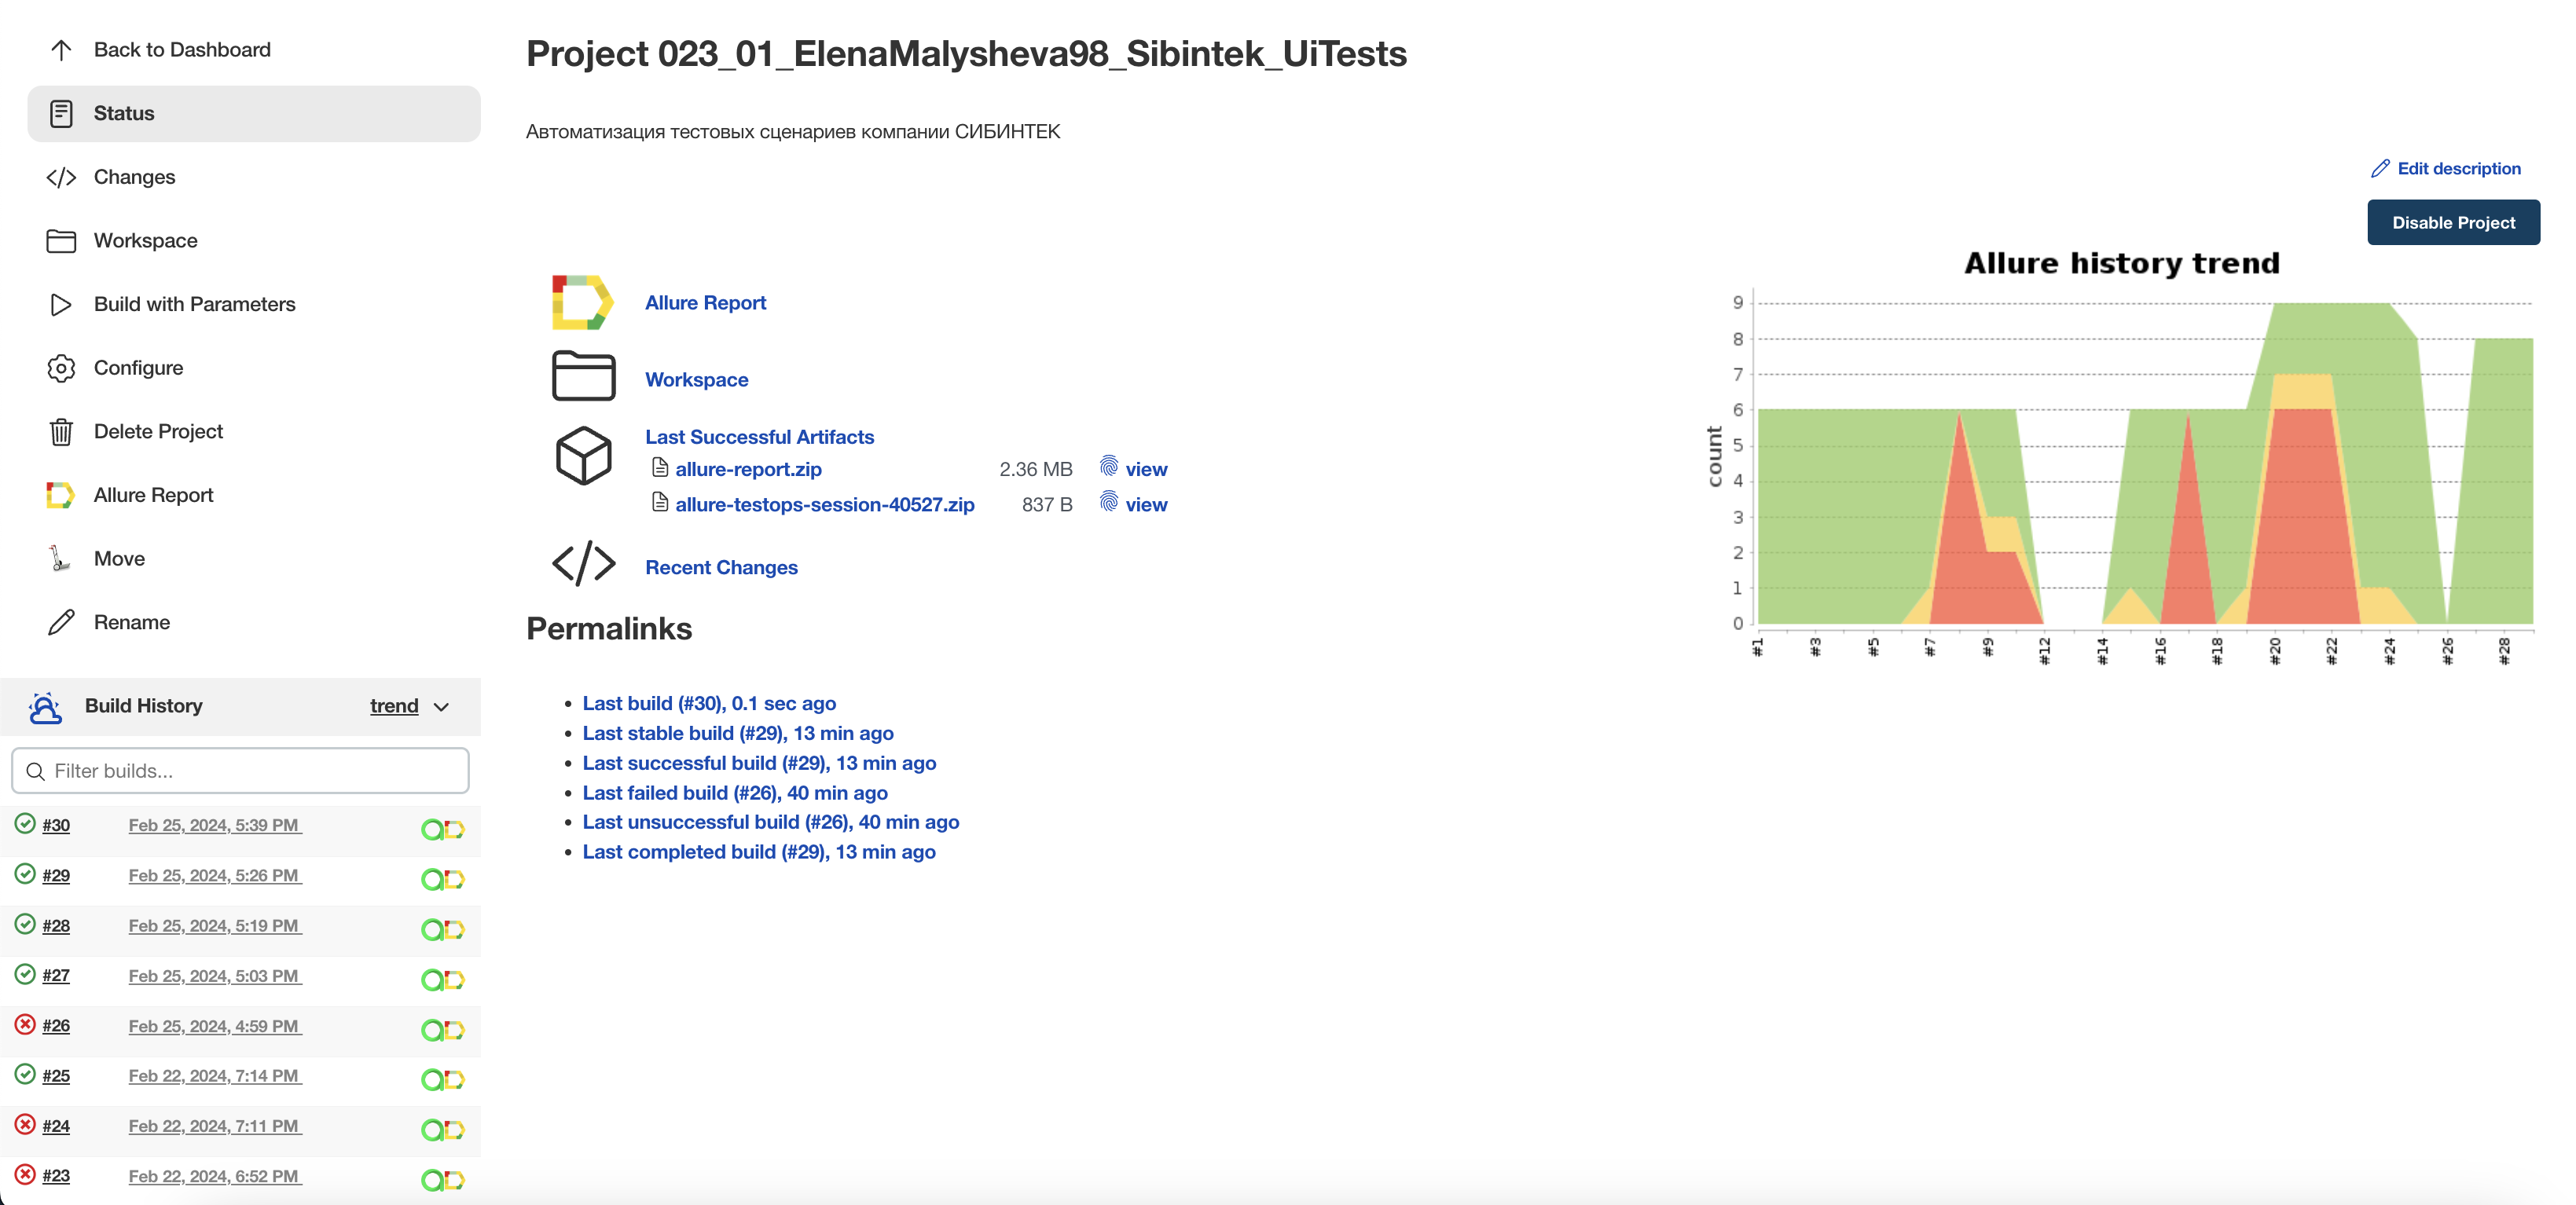 Back to Dashboard
Status
Changes
Workspace
Build with Parameters
Configure
Delete Project
Allure Report
Move
Rename
Build History
trend
Filter builds...
#30 Feb 25, 2024, 5:39 PM
#29 Feb 25, 2024, 5:26 PM
#28 Feb 25, 2024, 5:19 PM
#27 Feb 25, 2024, 5:03 PM
#26 Feb 25, 2024, 4:59 PM
#25 Feb 22, 2024, 7:14 PM
#24 Feb 22, 2024, 7:11 PM
#23 Feb 22, 2024, 6:52 PM
Project 023_01_ElenaMalysheva98_Sibintek_UiTests
Автоматизация тестовых сценариев компании СИБИНТЕК
Edit description
Disable Project
Allure Report
Workspace
Last Successful Artifacts
allure-report.zip 2.36 MB view
allure-testops-session-40527.zip 837 B view
Recent Changes
Permalinks
Last build (#30), 0.1 sec ago
Last stable build (#29), 13 min ago
Last successful build (#29), 13 min ago
Last failed build (#26), 40 min ago
Last unsuccessful build (#26), 40 min ago
Last completed build (#29), 13 min ago
Allure history trend
count
9
8
7
6
5
4
3
2
1
0
#1 #3 #5 #7 #9 #12 #14 #16 #18 #20 #22 #24 #26 #28